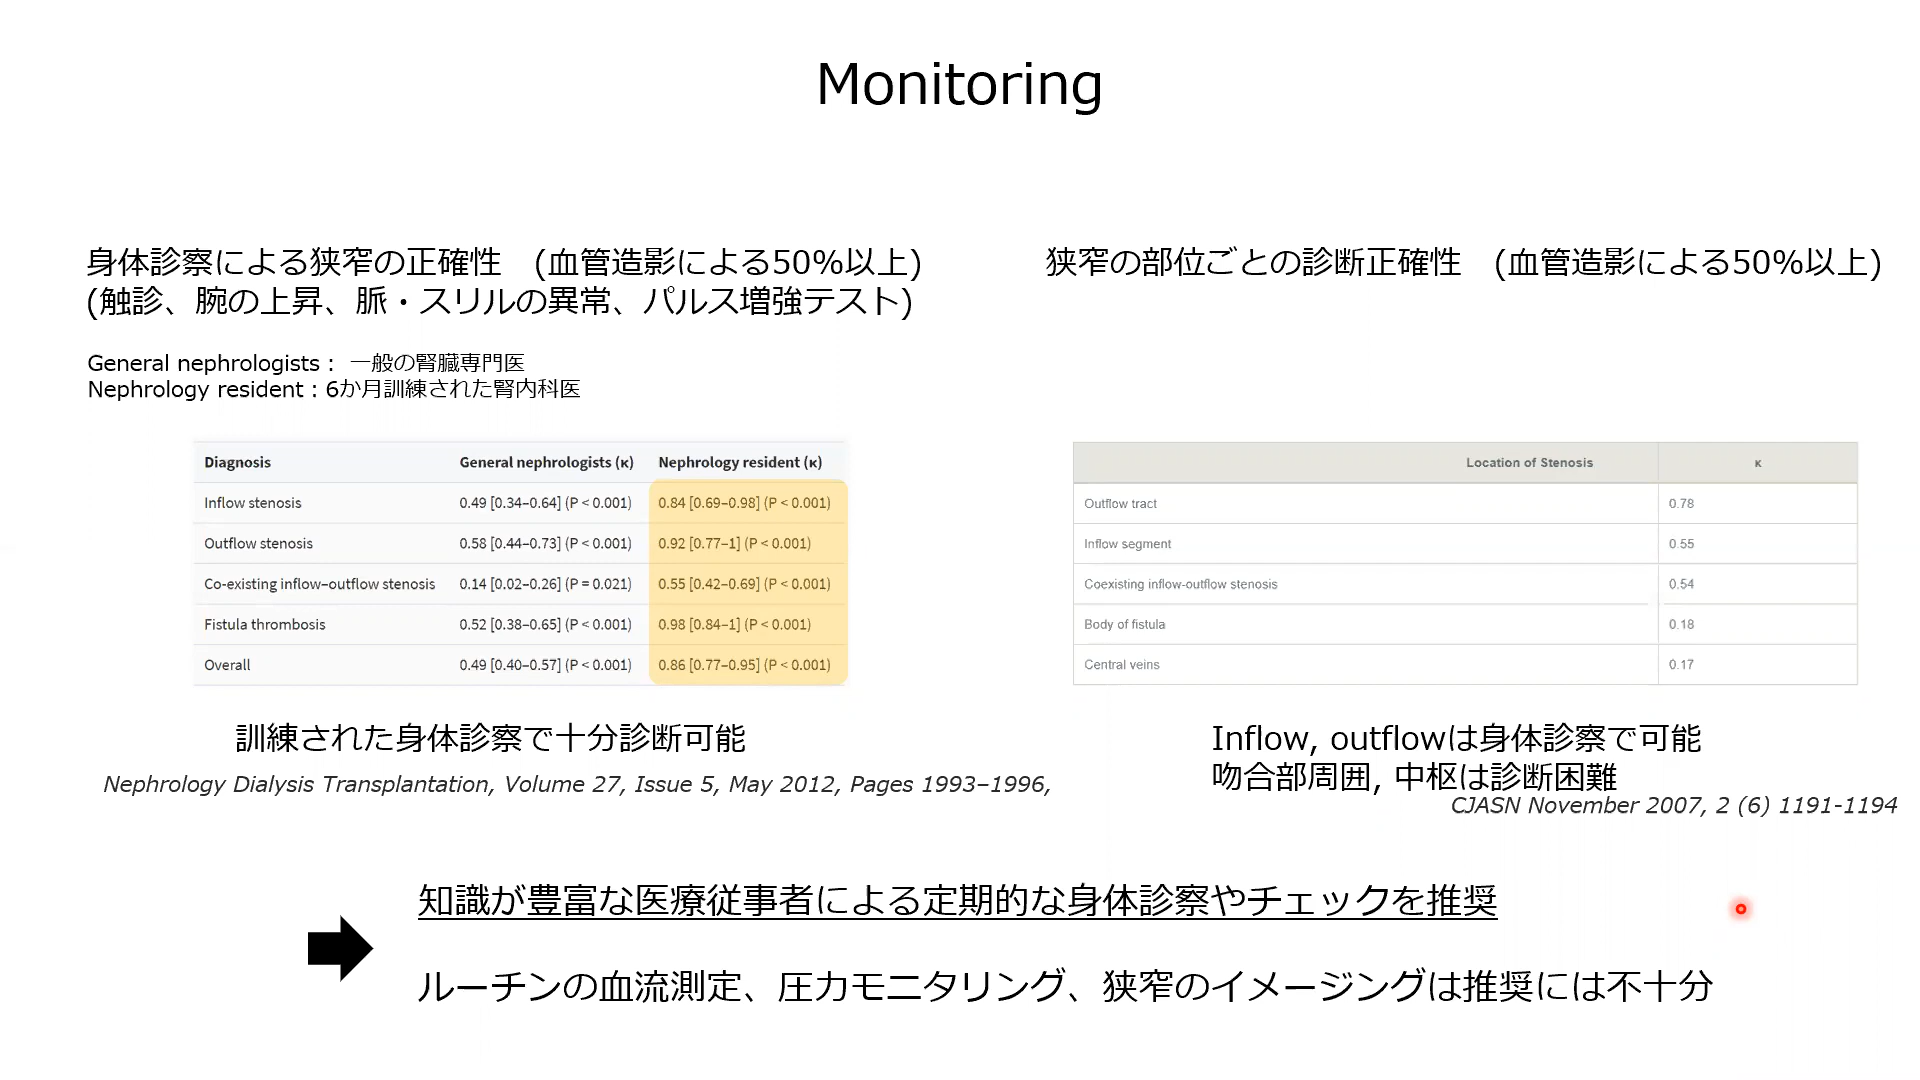 Monitoring
身体診察による狭窄の正確性　(血管造影による50%以上)
(触診、腕の上昇、脈・スリルの異常、パルス増強テスト)
General nephrologists： 一般の腎臓専門医
Nephrology resident：6か月訓練された腎内科医
Diagnosis General nephrologists (κ) Nephrology resident (κ)
Inflow stenosis 0.49 [0.34–0.64] (P < 0.001) 0.84 [0.69–0.98] (P < 0.001)
Outflow stenosis 0.58 [0.44–0.73] (P < 0.001) 0.92 [0.77–1] (P < 0.001)
Co-existing inflow–outflow stenosis 0.14 [0.02–0.26] (P = 0.021) 0.55 [0.42–0.69] (P < 0.001)
Fistula thrombosis 0.52 [0.38–0.65] (P < 0.001) 0.98 [0.84–1] (P < 0.001)
Overall 0.49 [0.40–0.57] (P < 0.001) 0.86 [0.77–0.95] (P < 0.001)
訓練された身体診察で十分診断可能
Nephrology Dialysis Transplantation, Volume 27, Issue 5, May 2012, Pages 1993–1996,
狭窄の部位ごとの診断正確性　(血管造影による50%以上)
Location of Stenosis κ
Outflow tract 0.78
Inflow segment 0.55
Coexisting inflow-outflow stenosis 0.54
Body of fistula 0.18
Central veins 0.17
Inflow, outflowは身体診察で可能
吻合部周囲, 中枢は診断困難
CJASN November 2007, 2 (6) 1191-1194
知識が豊富な医療従事者による定期的な身体診察やチェックを推奨
ルーチンの血流測定、圧力モニタリング、狭窄のイメージングは推奨には不十分